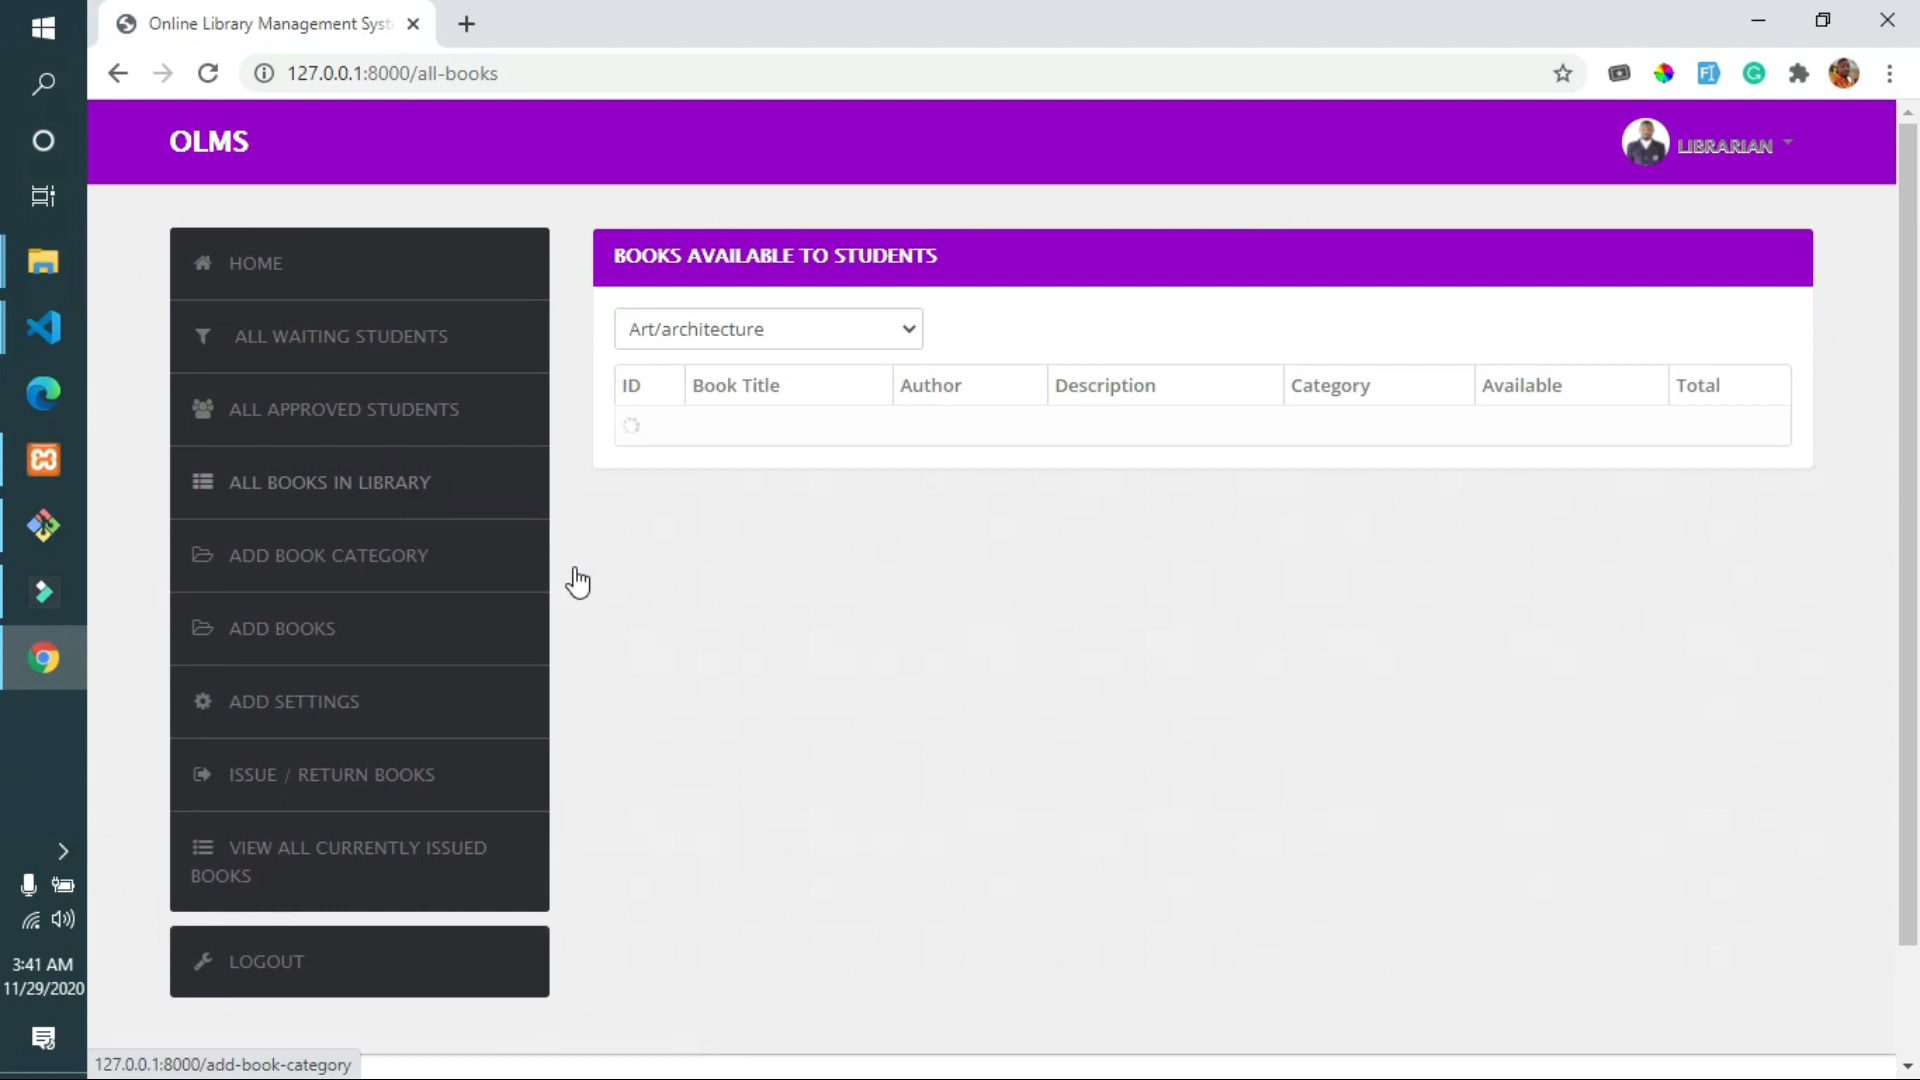 Online Library Management Syst
127.0.0.1:8000/all-books
OLMS
LIBRARIAN
HOME
ALL WAITING STUDENTS
ALL APPROVED STUDENTS
ALL BOOKS IN LIBRARY
ADD BOOK CATEGORY
ADD BOOKS
ADD SETTINGS
ISSUE / RETURN BOOKS
VIEW ALL CURRENTLY ISSUED
BOOKS
LOGOUT
BOOKS AVAILABLE TO STUDENTS
Art/architecture
ID Book Title Author Description Category Available Total
3:41 AM
11/29/2020
127.0.0.1:8000/add-book-category